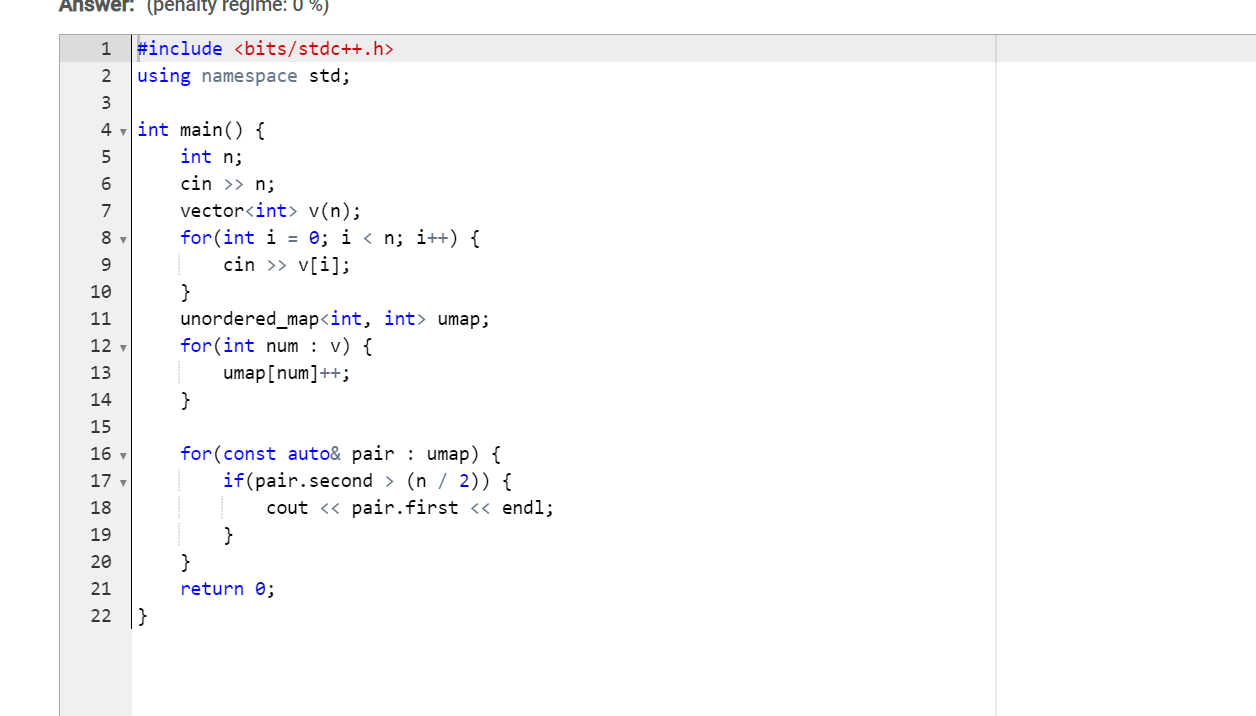 Answer: (penalty regime: 0 %)
1 #include <bits/stdc++.h>
2 using namespace std;
3
4 int main() {
5     int n;
6     cin >> n;
7     vector<int> v(n);
8     for(int i = 0; i < n; i++) {
9         cin >> v[i];
10     }
11     unordered_map<int, int> umap;
12     for(int num : v) {
13         umap[num]++;
14     }
15
16     for(const auto& pair : umap) {
17         if(pair.second > (n / 2)) {
18             cout << pair.first << endl;
19         }
20     }
21     return 0;
22 }